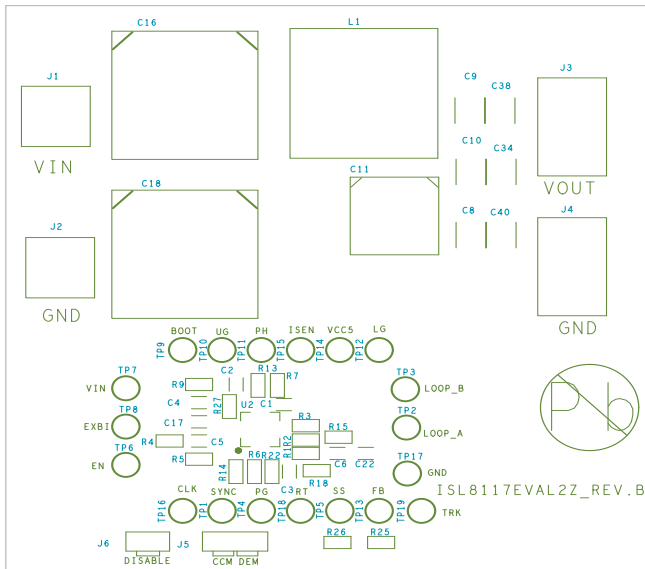 C16
L1
J1
C9
C38
J3
VIN
C10
C34
C11
C18
VOUT
J2
C8
C40
J4
GND
GND
BOOT
UG
PH
ISEN
VCC5
LG
TP9
TP10
TP11
TP15
TP14
TP12
TP7
C2
R13
R7
TP3
VIN
R9
LOOP_B
C4
R27
U2
C1
TP8
TP2
EXBI
C17
R3
R15
LOOP_A
R4
C5
R1
R2
TP6
R5
R6
R22
C6
C22
TP17
EN
R14
C3
R18
GND
CLK
SYNC
PG
RT
SS
FB
ISL8117EVAL2Z_REV.B
TP16
TP1
TP4
TP18
TP5
TP13
TP19
TRK
R26
R25
J6
J5
DISABLE
CCM
DEM
Pb